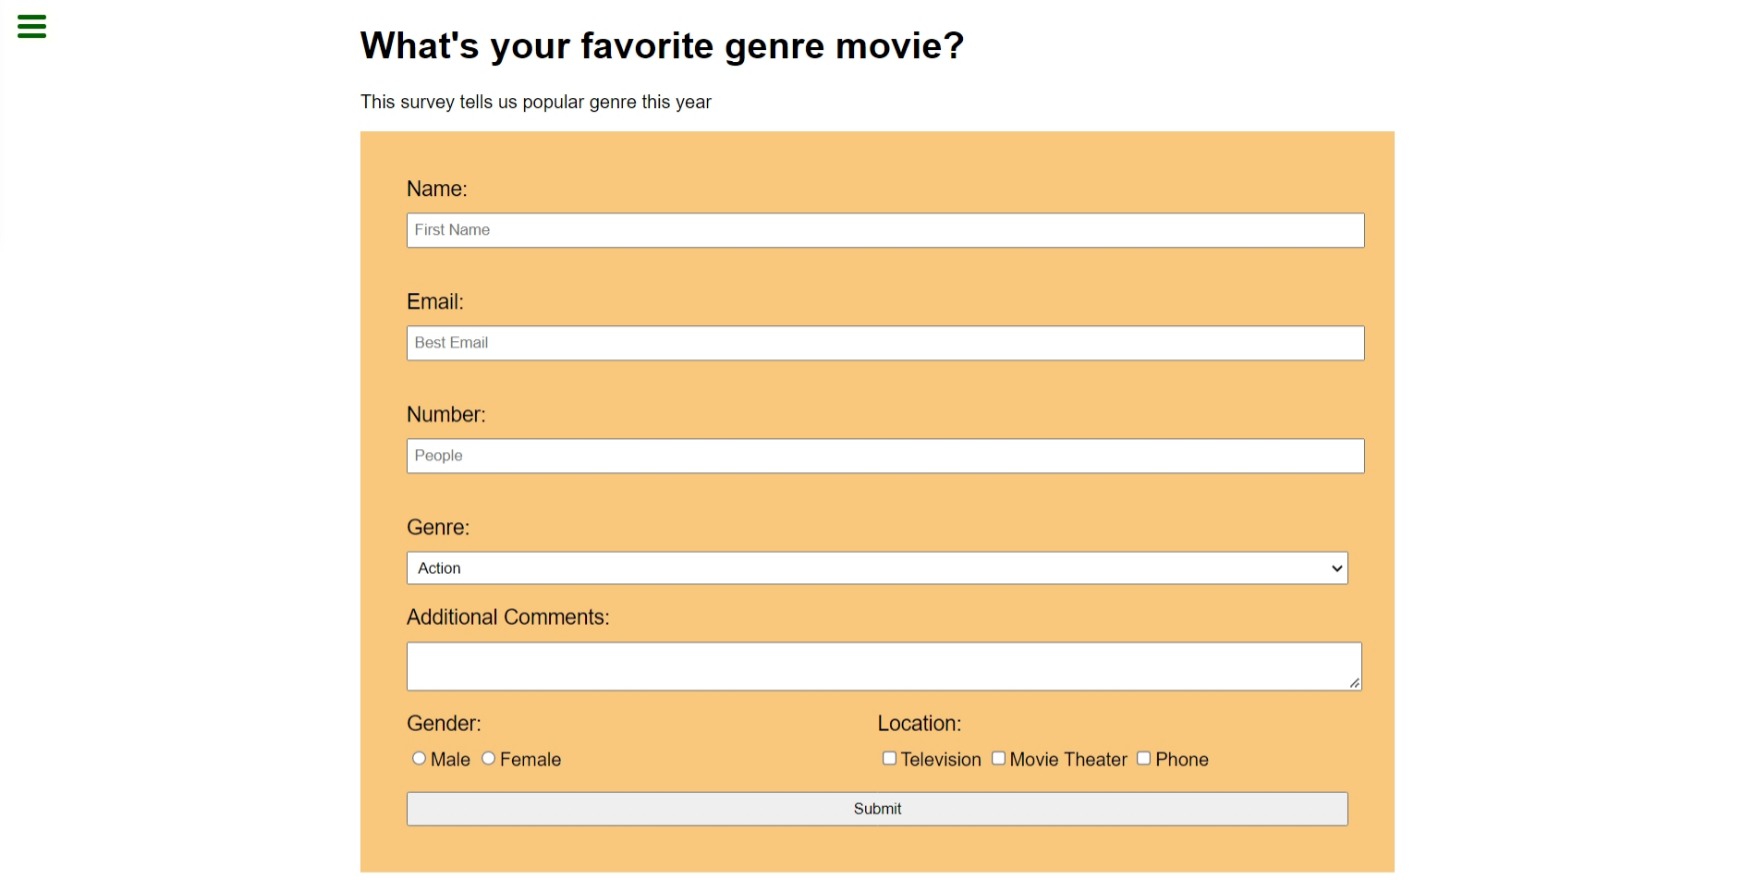 What's your favorite genre movie?
This survey tells us popular genre this year
Name:
First Name
Email:
Best Email
Number:
People
Genre:
Action
Additional Comments:
Gender:
Location:
Male Female
Television Movie Theater Phone
Submit